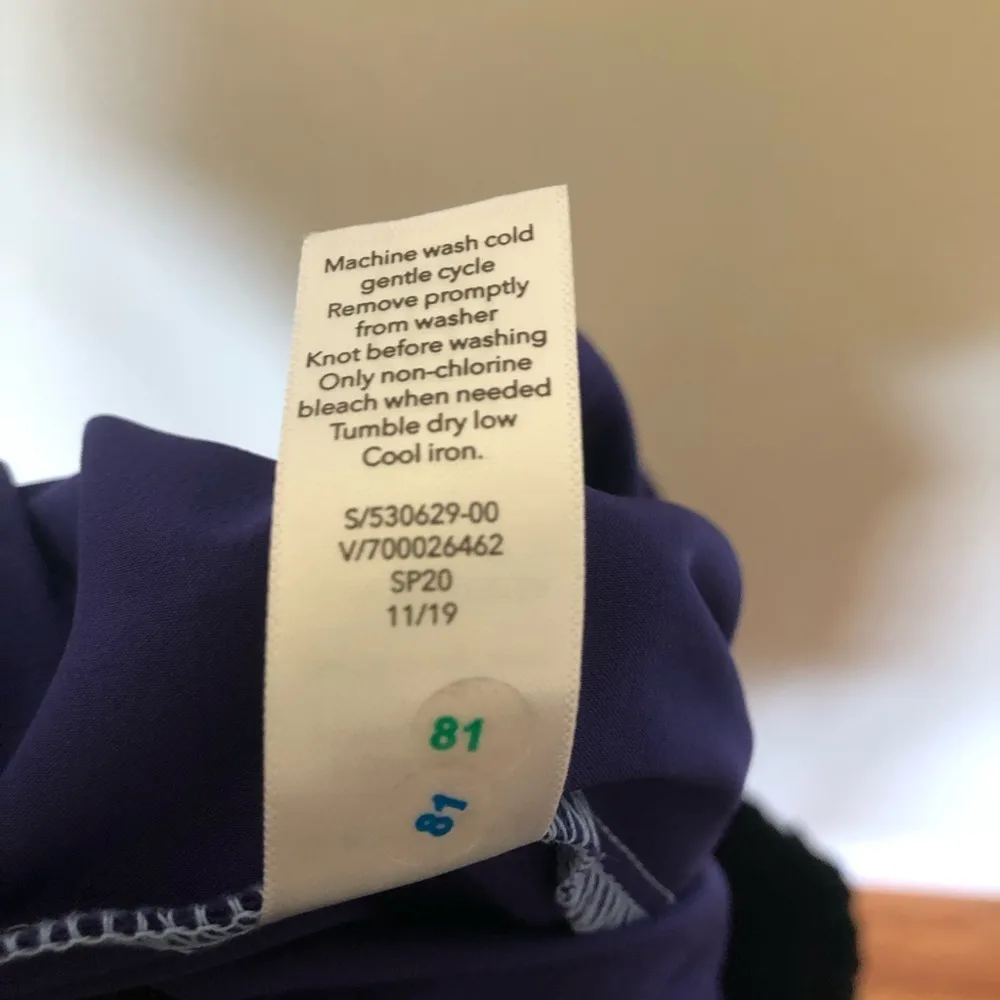 Machine wash cold
gentle cycle
Remove promptly
from washer
Knot before washing
Only non-chlorine
bleach when needed
Tumble dry low
Cool iron.
S/530629-00
V/700026462
SP20
11/19
81
81